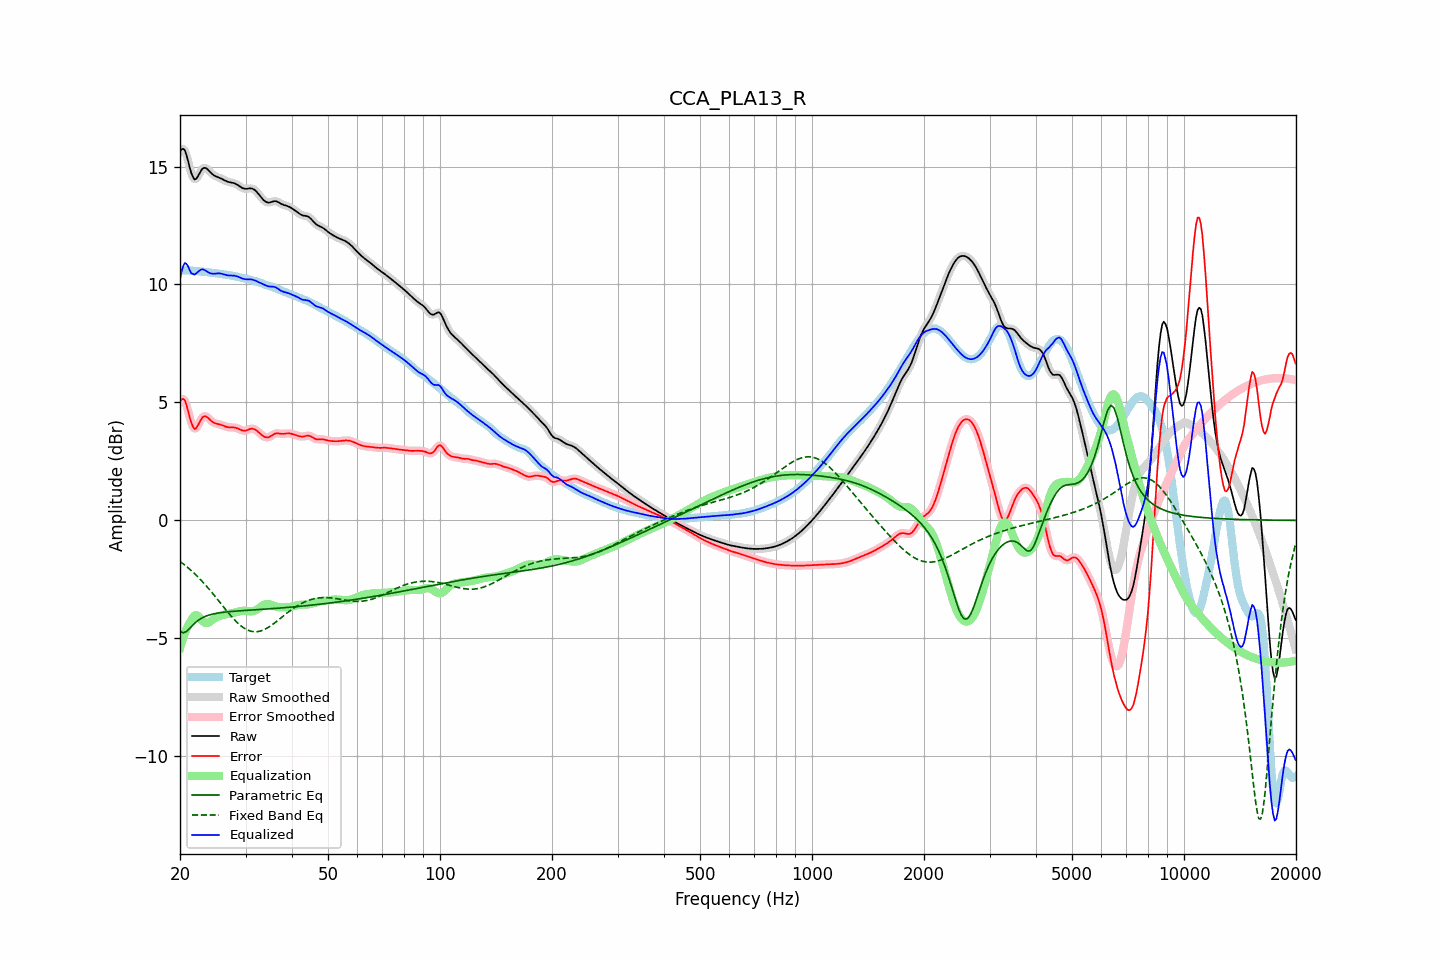 CCA_PLA13_R
Amplitude (dBr)
15
10
5
0
−5
−10
Target
Raw Smoothed
Error Smoothed
Raw
Error
Equalization
Parametric Eq
Fixed Band Eq
Equalized
20 50 100 200 500 1000 2000 5000 10000 20000
Frequency (Hz)